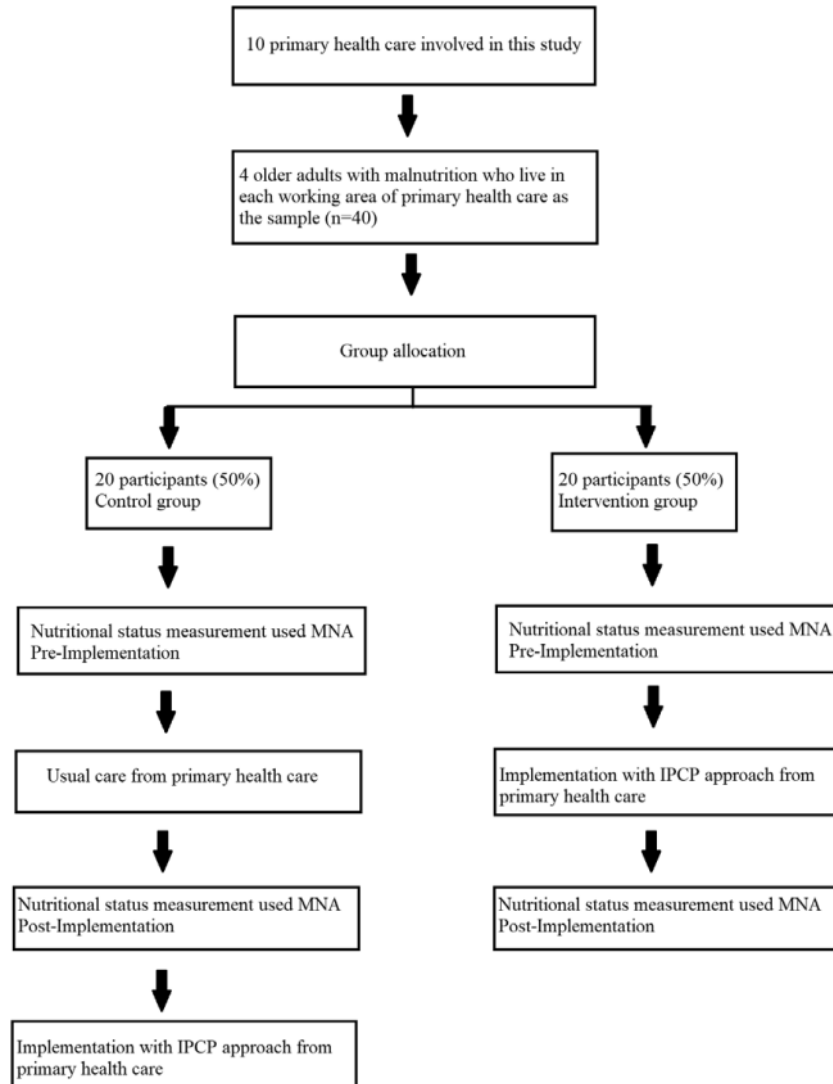 10 primary health care involved in this study
4 older adults with malnutrition who live in
each working area of primary health care as
the sample (n=40)
Group allocation
20 participants (50%)
Control group
20 participants (50%)
Intervention group
Nutritional status measurement used MNA
Pre-Implementation
Nutritional status measurement used MNA
Pre-Implementation
Usual care from primary health care
Implementation with IPCP approach from
primary health care
Nutritional status measurement used MNA
Post-Implementation
Nutritional status measurement used MNA
Post-Implementation
Implementation with IPCP approach from
primary health care